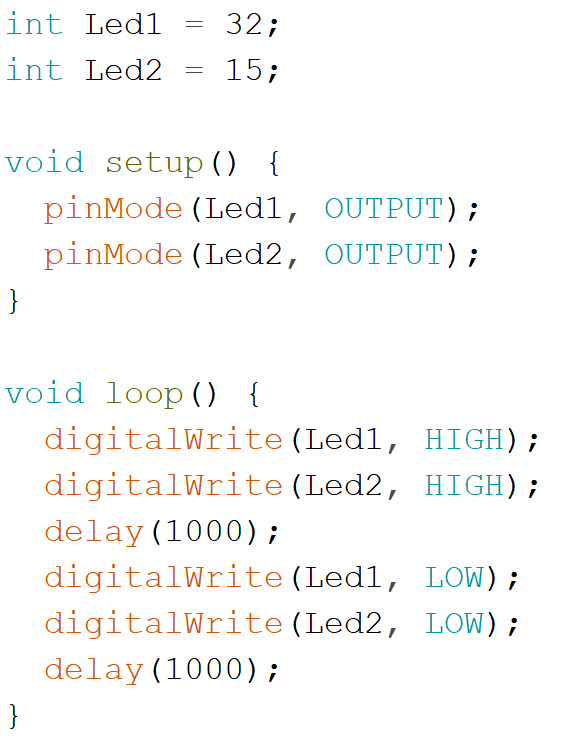 int Led1 = 32;
int Led2 = 15;

void setup() {
  pinMode(Led1, OUTPUT);
  pinMode(Led2, OUTPUT);
}

void loop() {
  digitalWrite(Led1, HIGH);
  digitalWrite(Led2, HIGH);
  delay(1000);
  digitalWrite(Led1, LOW);
  digitalWrite(Led2, LOW);
  delay(1000);
}